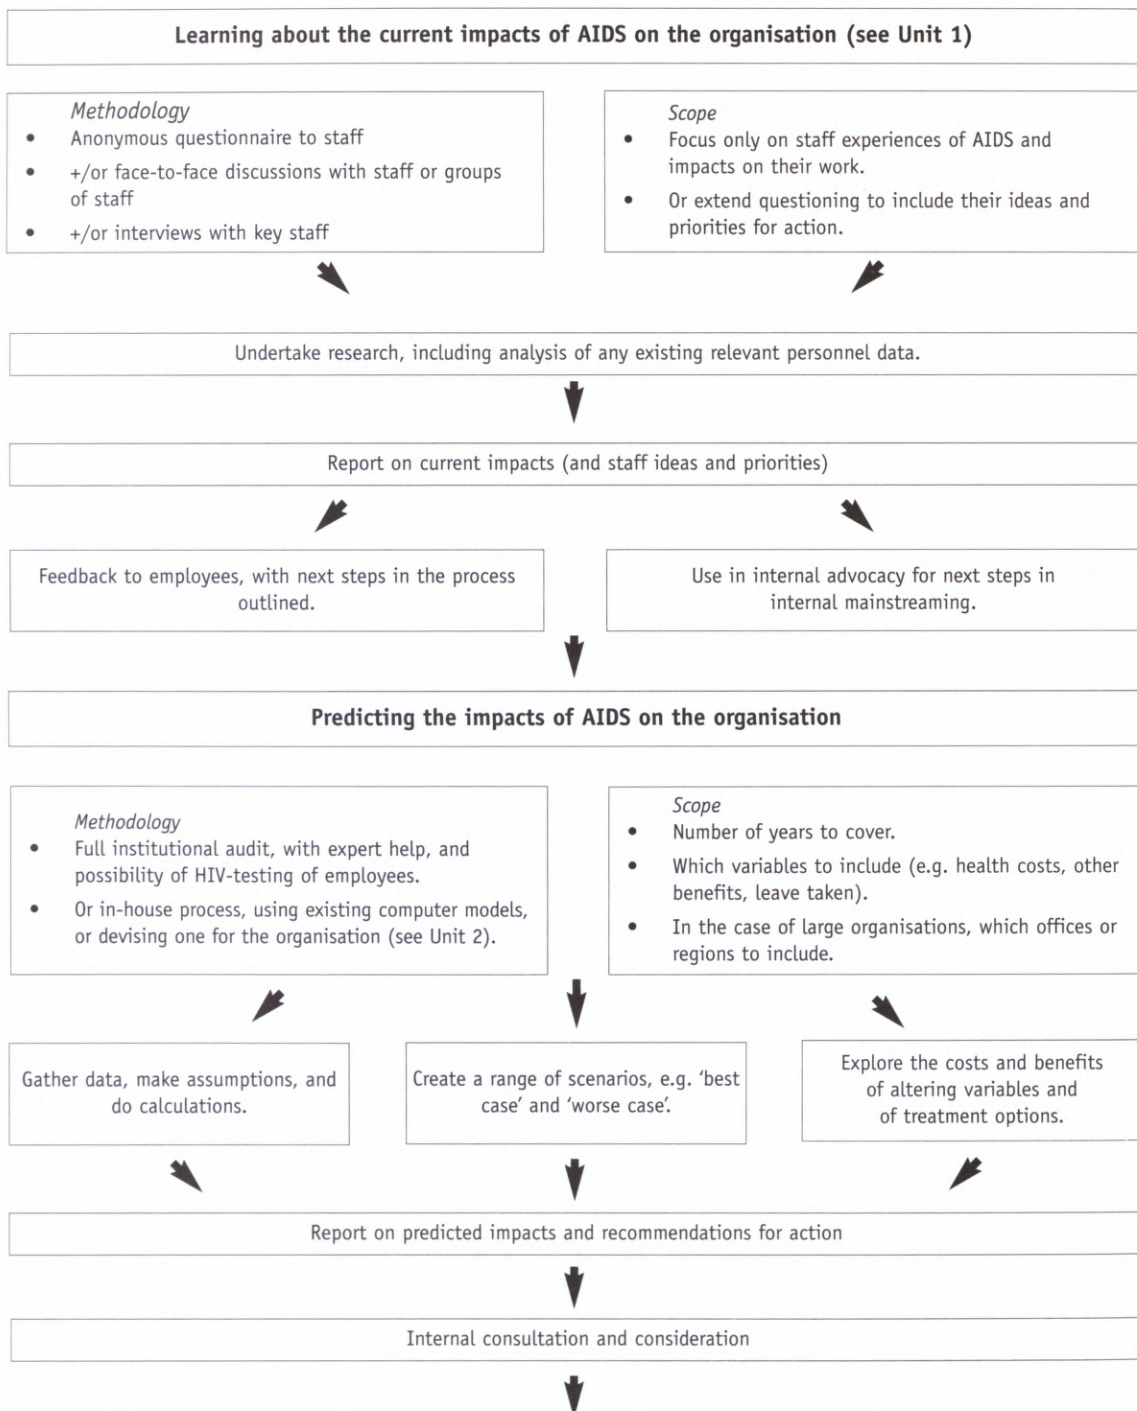 Learning about the current impacts of AIDS on the organisation (see Unit 1)
Methodology
• Anonymous questionnaire to staff
• +/or face-to-face discussions with staff or groups
of staff
• +/or interviews with key staff
Scope
• Focus only on staff experiences of AIDS and
impacts on their work.
• Or extend questioning to include their ideas and
priorities for action.
Undertake research, including analysis of any existing relevant personnel data.
Report on current impacts (and staff ideas and priorities)
Feedback to employees, with next steps in the process
outlined.
Use in internal advocacy for next steps in
internal mainstreaming.
Predicting the impacts of AIDS on the organisation
Methodology
• Full institutional audit, with expert help, and
possibility of HIV-testing of employees.
• Or in-house process, using existing computer models,
or devising one for the organisation (see Unit 2).
Scope
• Number of years to cover.
• Which variables to include (e.g. health costs, other
benefits, leave taken).
• In the case of large organisations, which offices or
regions to include.
Gather data, make assumptions, and
do calculations.
Create a range of scenarios, e.g. ‘best
case’ and ‘worse case’.
Explore the costs and benefits
of altering variables and
of treatment options.
Report on predicted impacts and recommendations for action
Internal consultation and consideration